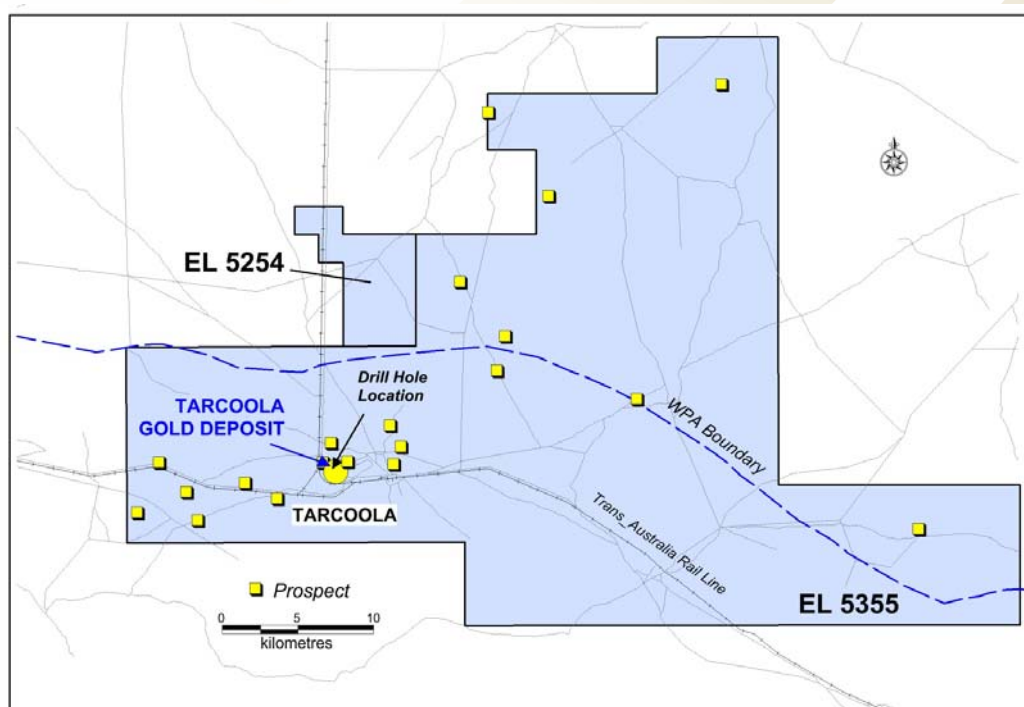 EL 5254
Drill Hole
Location
TARCOOLA
GOLD DEPOSIT
WPA Boundary
TARCOOLA
Trans_Australia Rail Line
Prospect
EL 5355
0 5 10
kilometres